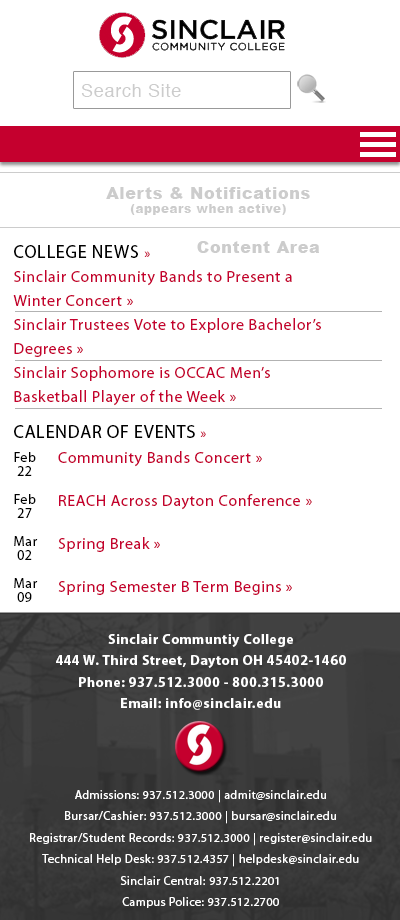 SINCLAIR
COMMUNITY COLLEGE
Search Site
Alerts & Notifications
(appears when active)
Content Area
COLLEGE NEWS »
Sinclair Community Bands to Present a
Winter Concert »
Sinclair Trustees Vote to Explore Bachelor's
Degrees »
Sinclair Sophomore is OCCAC Men's
Basketball Player of the Week »
CALENDAR OF EVENTS »
Feb
22
Community Bands Concert »
Feb
27
REACH Across Dayton Conference »
Mar
02
Spring Break »
Mar
09
Spring Semester B Term Begins »
Sinclair Communtiy College
444 W. Third Street, Dayton OH 45402-1460
Phone: 937.512.3000 - 800.315.3000
Email: info@sinclair.edu
Admissions: 937.512.3000 | admit@sinclair.edu
Bursar/Cashier: 937.512.3000 | bursar@sinclair.edu
Registrar/Student Records: 937.512.3000 | register@sinclair.edu
Technical Help Desk: 937.512.4357 | helpdesk@sinclair.edu
Sinclair Central: 937.512.2201
Campus Police: 937.512.2700